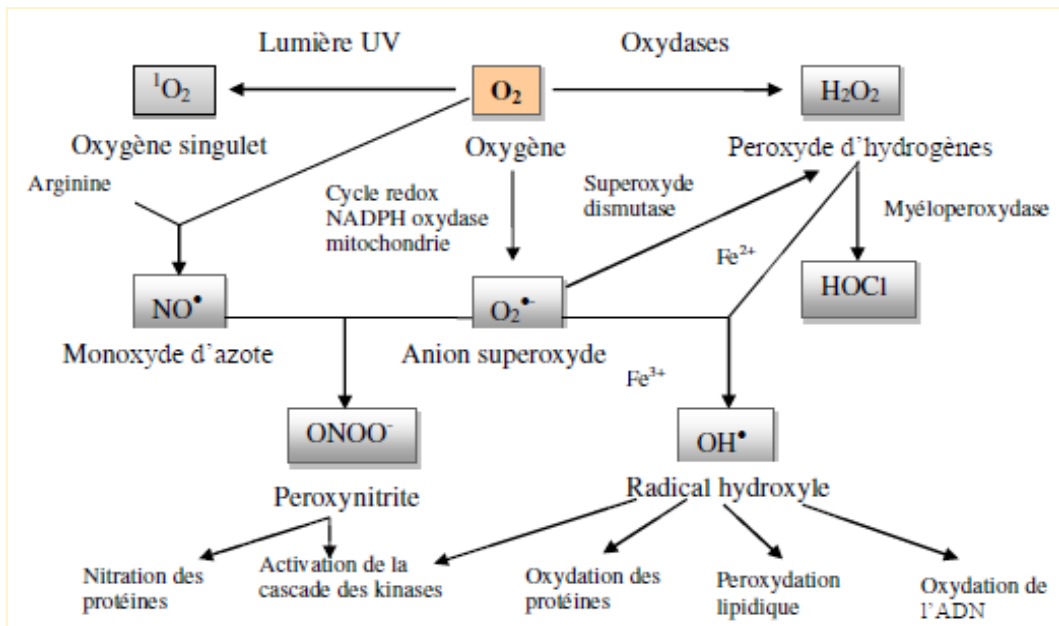 Lumière UV
Oxydases
¹O₂
O₂
H₂O₂
Oxygène singulet
Oxygène
Peroxyde d'hydrogènes
Arginine
Cycle redox
NADPH oxydase
mitochondrie
Superoxyde
dismutase
Myéloperoxydase
Fe²⁺
NO•
O₂•-
HOCl
Monoxyde d'azote
Anion superoxyde
Fe³⁺
ONOO⁻
OH•
Peroxynitrite
Radical hydroxyle
Nitration des
protéines
Activation de la
cascade des kinases
Oxydation des
protéines
Peroxydation
lipidique
Oxydation de
l'ADN